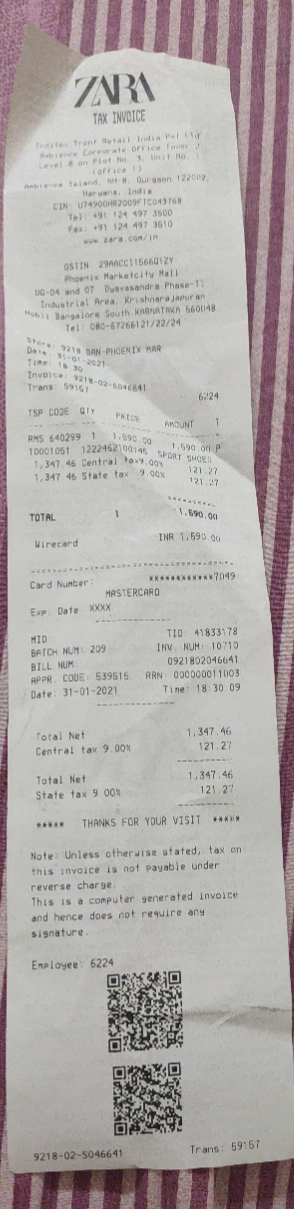 ZARA
TAX INVOICE
Inditex Trent Retail India Pvt Ltd
Ambience Corporate Office Tower 2
Level 8 on Plot No. 3, Unit No.
(office 1)
Ambience Island, NH-8, Gurgaon 122002,
Haryana, India
CIN: U74900HR2009FTC043768
Tel: +91 124 497 3500
Fax: +91 124 497 3510
www.zara.com/in
GSTIN: 29AACCI1566Q1ZY
Phoenix Marketcity Mall
UG-04 and 07 Dyavasandra Phase-1
Industrial Area, Krishnarajapuran
Hobli Bangalore South KARNATAKA 560048
Tel: 080-67266121/22/24
Store: 9218 BAN-PHOENIX MAR
Date: 31-01-2021
Time: 18:30
Invoice: 9218-02-S046641
Trans: 59157
6224
TSP CODE QTY PRICE AMOUNT 1
RMS 640299 1 1,590.00 1,590.00 P
10001051 1222462100145 SPORT SHOES
1,347.46 Central tax 9.00% 121.27
1,347.46 State tax 9.00% 121.27
TOTAL 1 1,590.00
Wirecard INR 1,590.00
Card Number: ************7049
MASTERCARD
Exp. Date: XXXX
MID TID: 41833178
BATCH NUM: 209 INV. NUM: 10710
BILL NUM. 0921802046641
APPR. CODE: 539515 ARN 000000011003
Date: 31-01-2021 Time: 18:30:09
Total Net 1,347.46
Central tax 9.00% 121.27
Total Net 1,347.46
State tax 9.00% 121.27
***** THANKS FOR YOUR VISIT *****
Note: Unless otherwise stated, tax on
this invoice is not payable under
reverse charge.
This is a computer generated invoice
and hence does not require any
signature.
Employee: 6224
9218-02-S046641 Trans: 59157